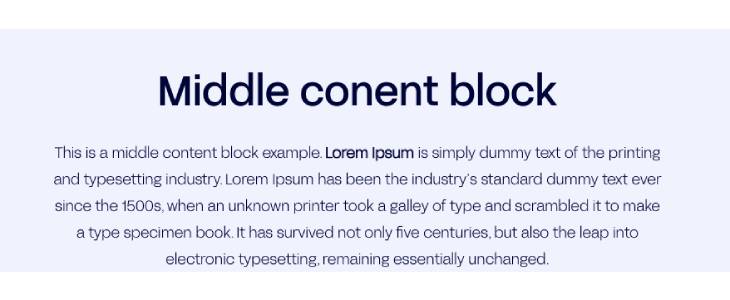 Middle conent block
This is a middle content block example. Lorem Ipsum is simply dummy text of the printing
and typesetting industry. Lorem Ipsum has been the industry's standard dummy text ever
since the 1500s, when an unknown printer took a galley of type and scrambled it to make
a type specimen book. It has survived not only five centuries, but also the leap into
electronic typesetting, remaining essentially unchanged.